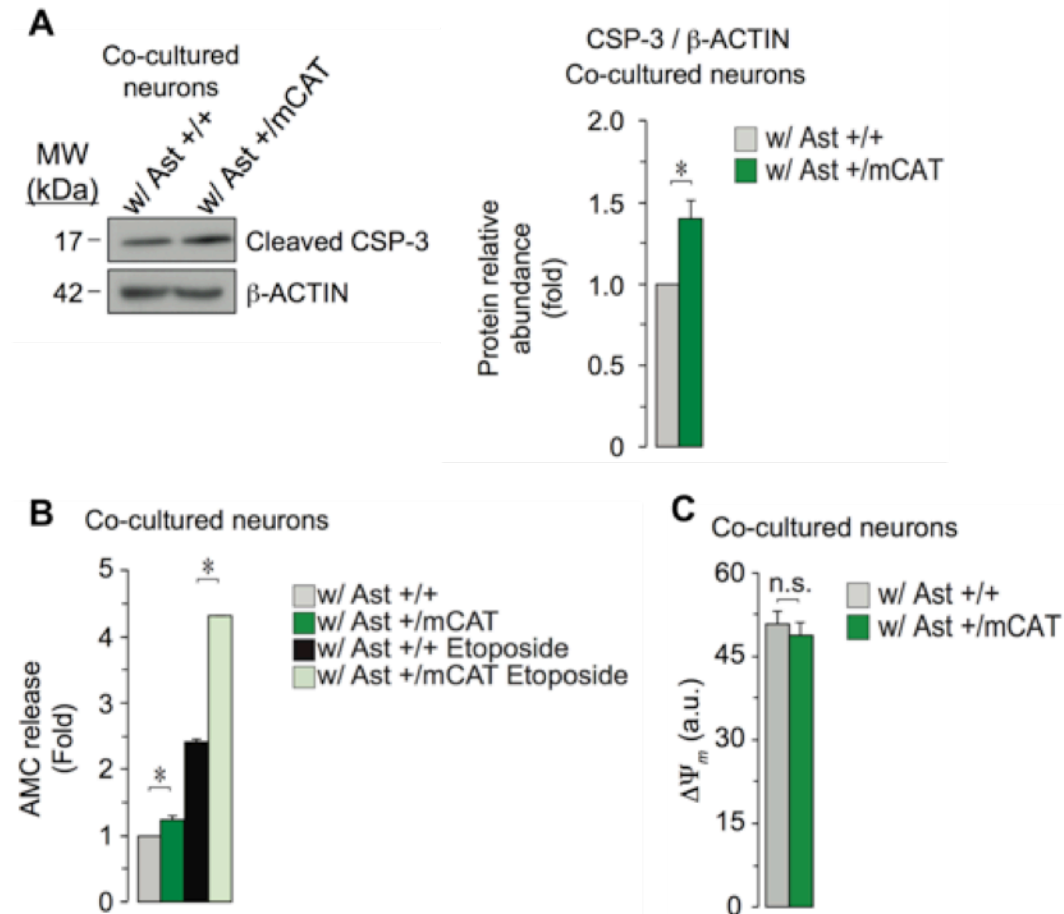 A
Co-cultured
neurons
w/ Ast +/+
w/ Ast +/mCAT
MW
(kDa)
17
Cleaved CSP-3
42
β-ACTIN
CSP-3 / β-ACTIN
Co-cultured neurons
Protein relative
abundance
(fold)
2.0
1.5
1.0
0.5
0
*
w/ Ast +/+
w/ Ast +/mCAT
B
Co-cultured neurons
AMC release
(Fold)
5
4
3
2
1
0
*
*
w/ Ast +/+
w/ Ast +/mCAT
w/ Ast +/+ Etoposide
w/ Ast +/mCAT Etoposide
C
Co-cultured neurons
ΔΨm (a.u.)
60
45
30
15
0
n.s.
w/ Ast +/+
w/ Ast +/mCAT